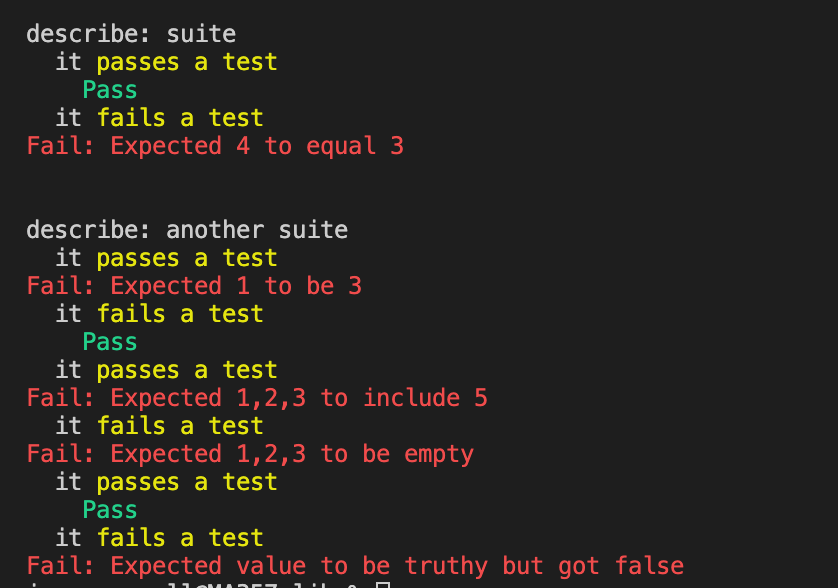 describe: suite
it passes a test
Pass
it fails a test
Fail: Expected 4 to equal 3
describe: another suite
it passes a test
Fail: Expected 1 to be 3
it fails a test
Pass
it passes a test
Fail: Expected 1,2,3 to include 5
it fails a test
Fail: Expected 1,2,3 to be empty
it passes a test
Pass
it fails a test
Fail: Expected value to be truthy but got false